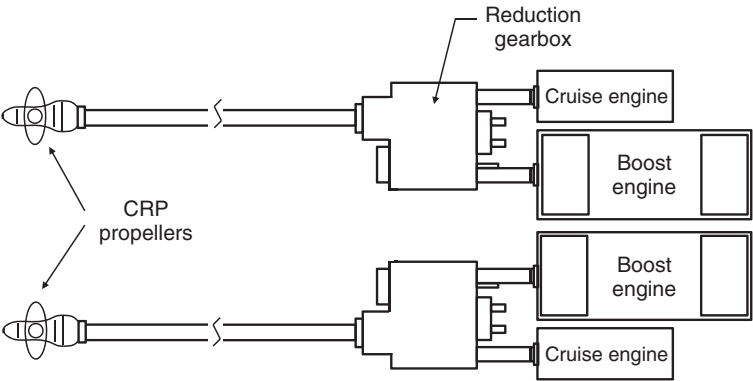 Reduction
gearbox
Cruise engine
Boost
engine
CRP
propellers
Boost
engine
Cruise engine